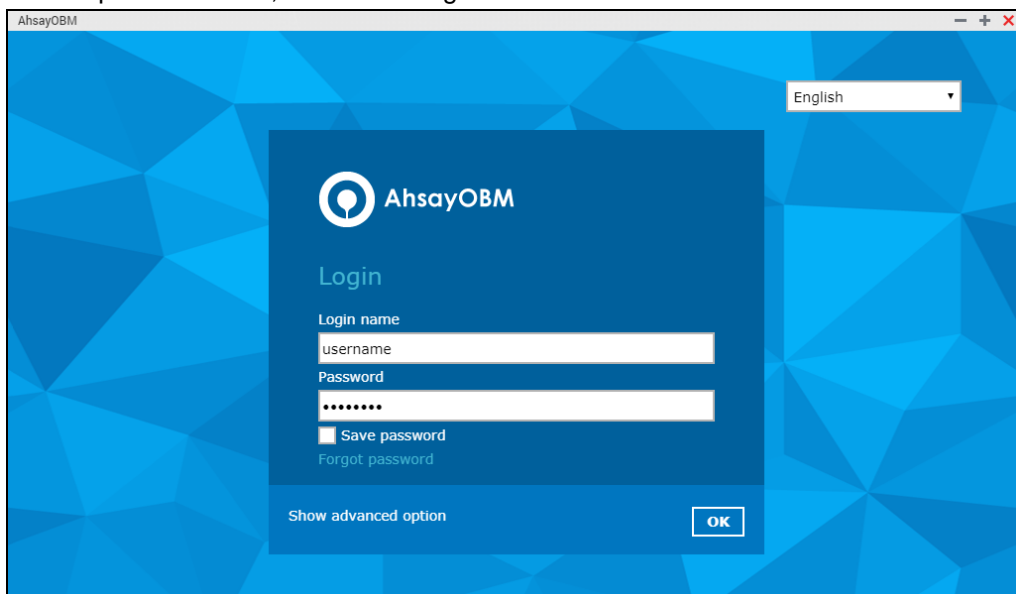 AhsayOBM
English
AhsayOBM
Login
Login name
username
Password
••••••••
Save password
Forgot password
Show advanced option
OK